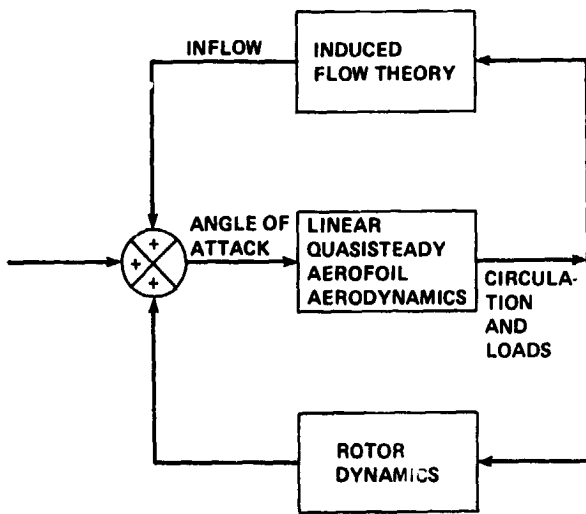 INFLOW
INDUCED
FLOW THEORY
+
+
+
ANGLE OF
ATTACK
LINEAR
QUASISTEADY
AEROFOIL
AERODYNAMICS
CIRCULA-
TION
AND
LOADS
ROTOR
DYNAMICS